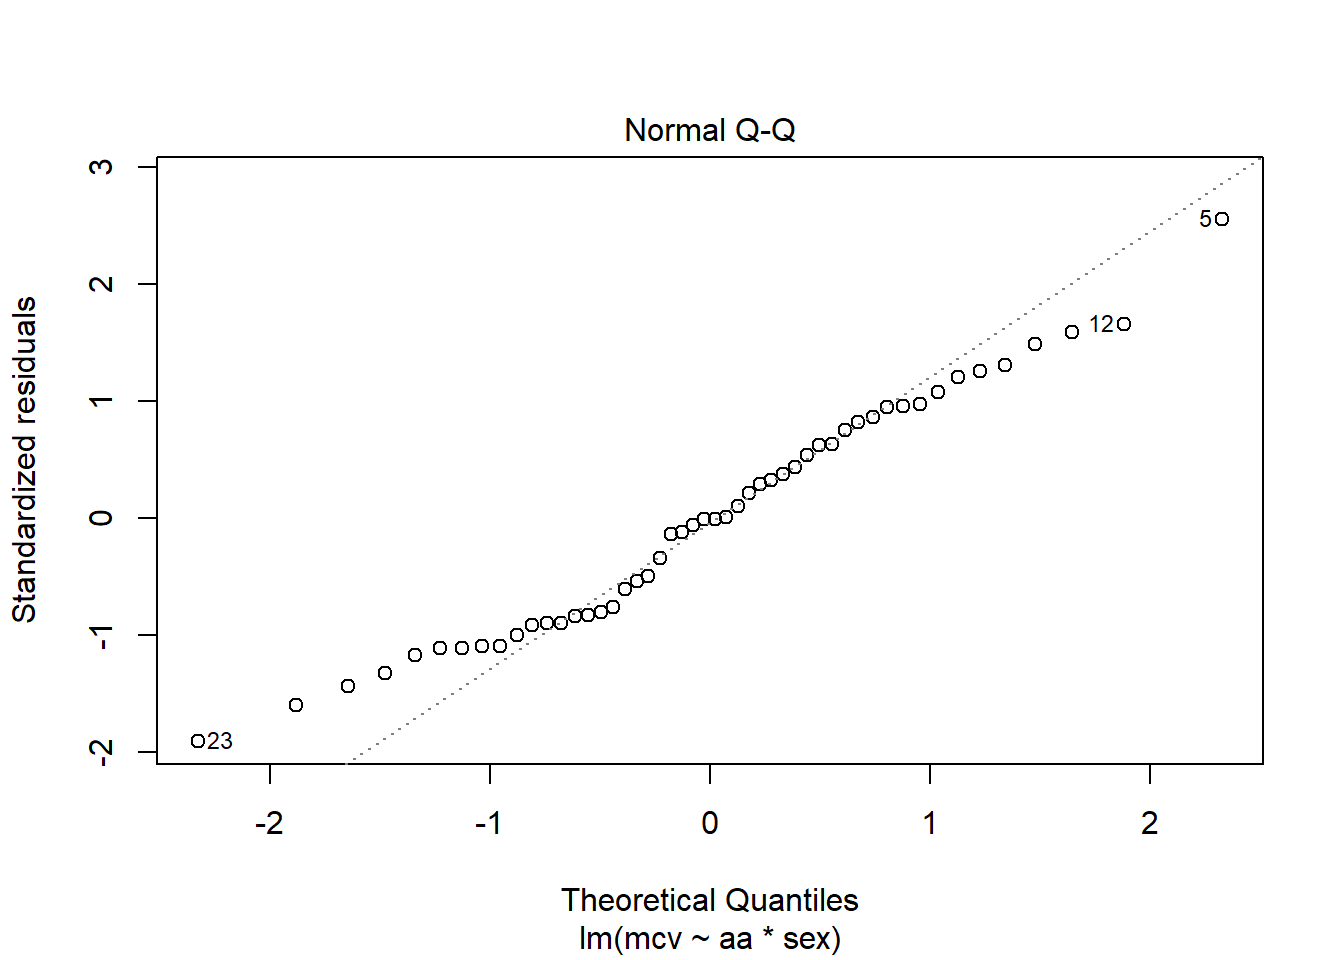 Normal Q-Q
Standardized residuals
3
2
1
0
-1
-2
5
12
23
-2 -1 0 1 2
Theoretical Quantiles
lm(mcv ~ aa * sex)